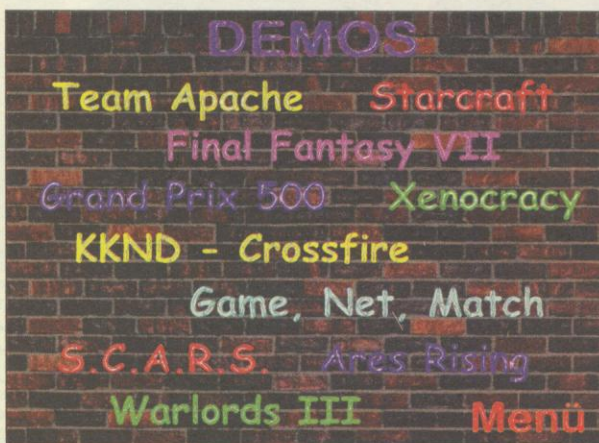 DEMOS
Team Apache Starcraft
Final Fantasy VII
Grand Prix 500 Xenocracy
KKND - Crossfire
Game, Net, Match
S.C.A.R.S. Ares Rising
Warlords III Menü